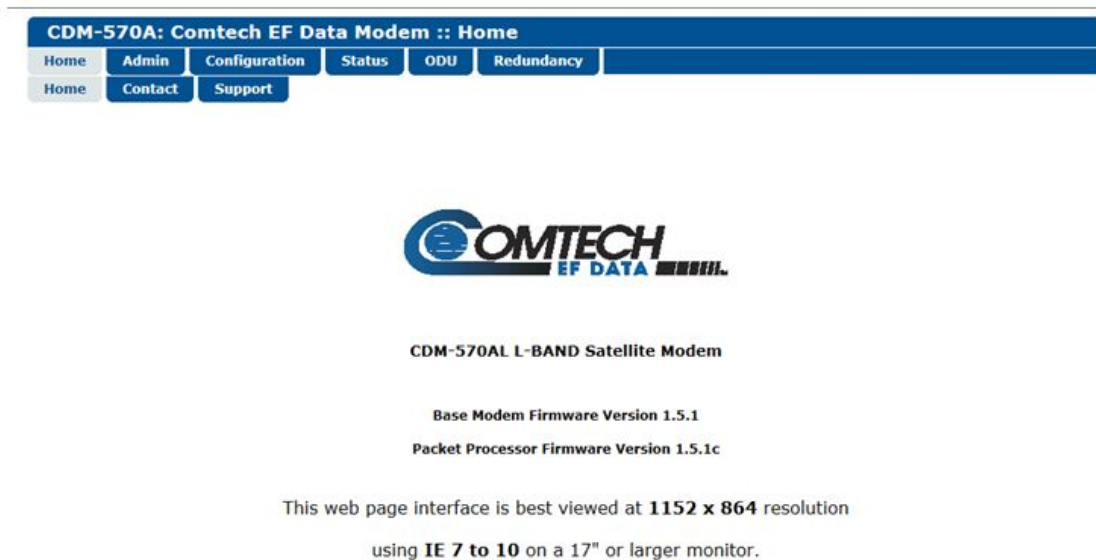 CDM-570A: Comtech EF Data Modem :: Home
Home Admin Configuration Status ODU Redundancy
Home Contact Support
COMTECH
EF DATA
CDM-570AL L-BAND Satellite Modem
Base Modem Firmware Version 1.5.1
Packet Processor Firmware Version 1.5.1c
This web page interface is best viewed at 1152 x 864 resolution
using IE 7 to 10 on a 17" or larger monitor.